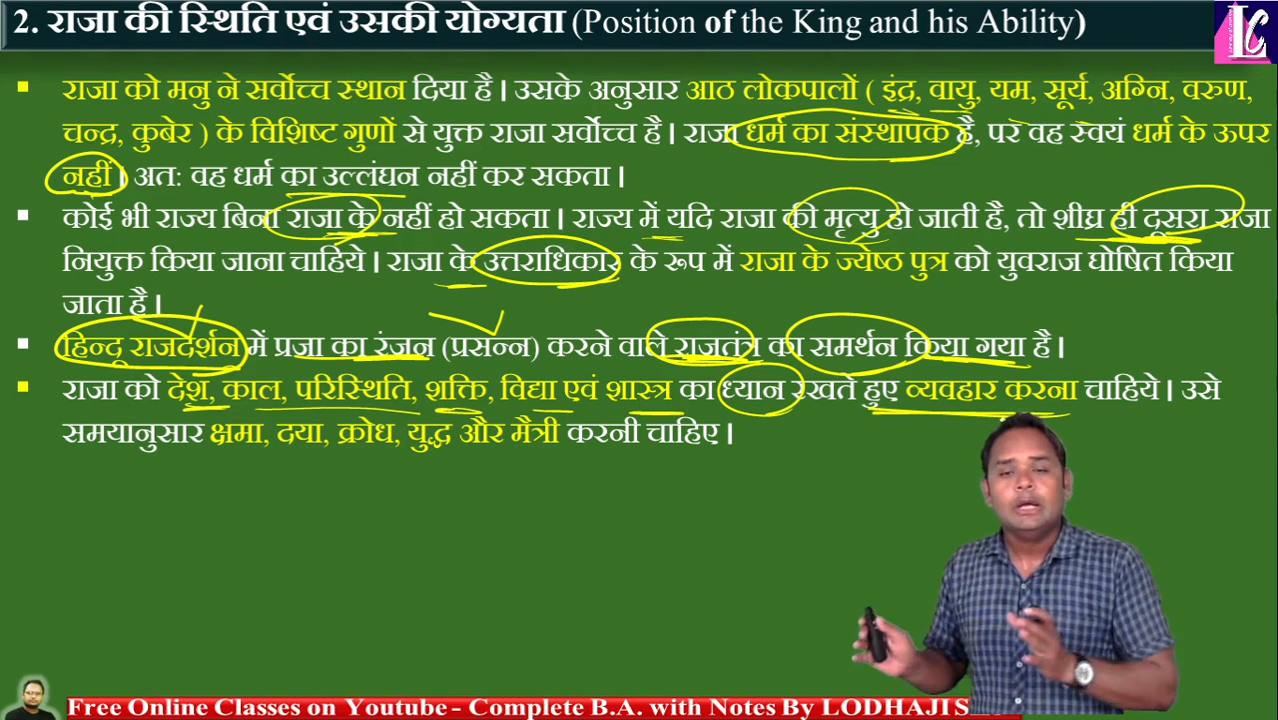 2. राजा की स्थिति एवं उसकी योग्यता (Position of the King and his Ability)
LC
राजा को मनु ने सर्वोच्च स्थान दिया है। उसके अनुसार आठ लोकपालों ( इंद्र, वायु, यम, सूर्य, अग्नि, वरुण,
चन्द्र, कुबेर ) के विशिष्ट गुणों से युक्त राजा सर्वोच्च है। राजा धर्म का संस्थापक है, पर वह स्वयं धर्म के ऊपर
नहीं। अत: वह धर्म का उल्लंघन नहीं कर सकता।
कोई भी राज्य बिना राजा के नहीं हो सकता। राज्य में यदि राजा की मृत्यु हो जाती है, तो शीघ्र ही दूसरा राजा
नियुक्त किया जाना चाहिये। राजा के उत्तराधिकार के रूप में राजा के ज्येष्ठ पुत्र को युवराज घोषित किया
जाता है।
हिन्दू राजदर्शन में प्रजा का रंजन (प्रसन्न) करने वाले राजतंत्र का समर्थन किया गया है।
राजा को देश, काल, परिस्थिति, शक्ति, विद्या एवं शास्त्र का ध्यान रखते हुए व्यवहार करना चाहिये। उसे
समयानुसार क्षमा, दया, क्रोध, युद्ध और मैत्री करनी चाहिए।
Free Online Classes on Youtube - Complete B.A. with Notes By LODHAJI S